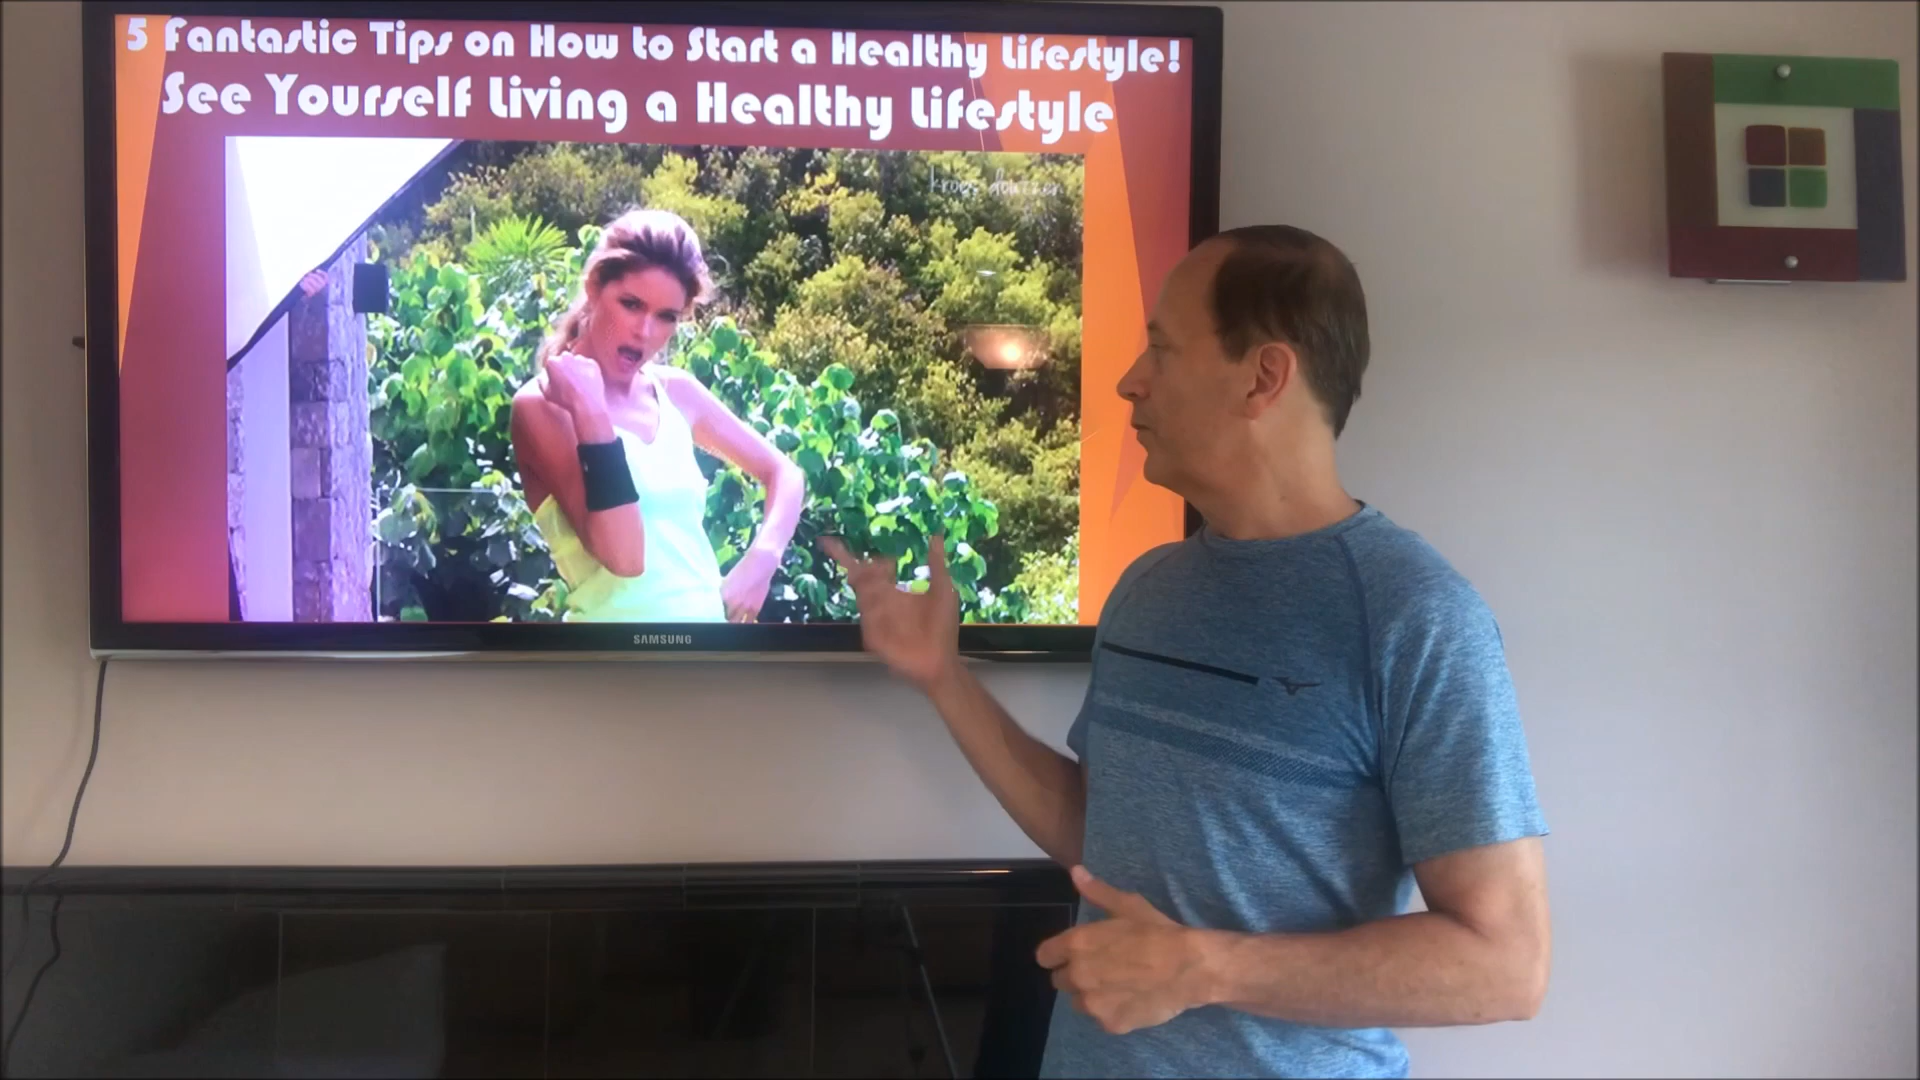 5 Fantastic Tips on How to Start a Healthy Lifestyle!
See Yourself Living a Healthy Lifestyle
SAMSUNG